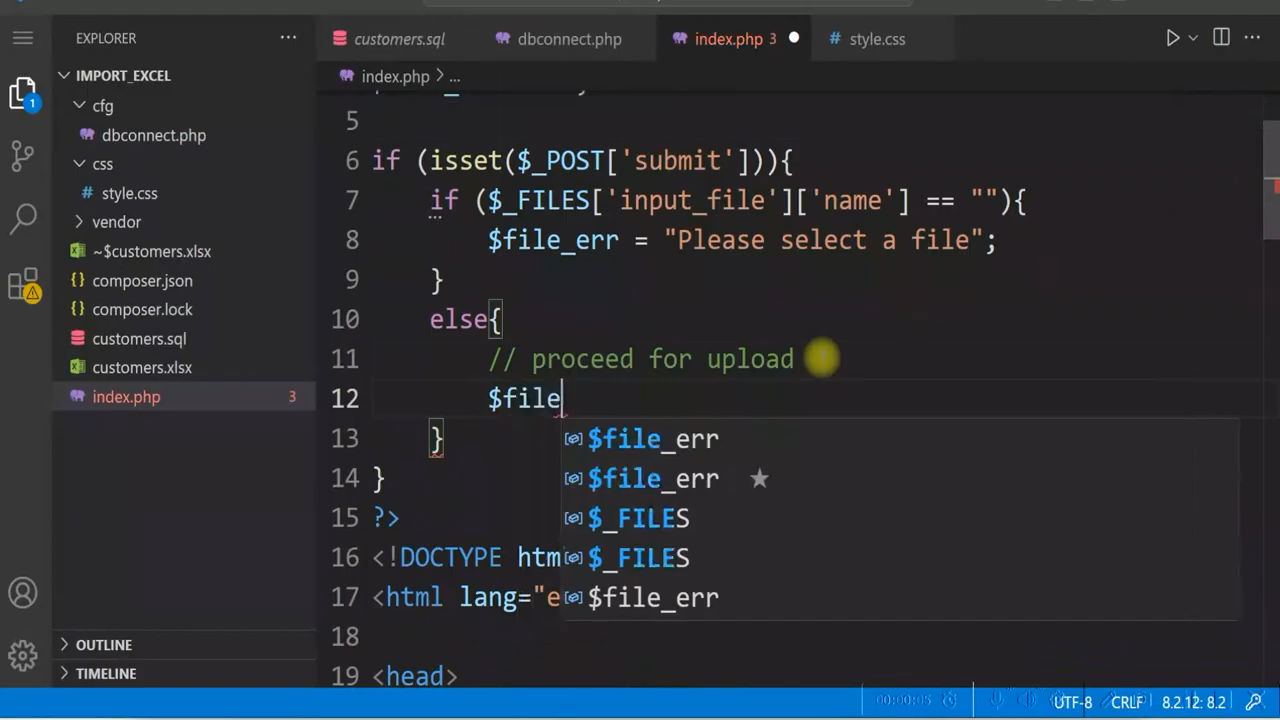 EXPLORER
customers.sql
dbconnect.php
index.php 3
# style.css
IMPORT_EXCEL
index.php > ...
cfg
dbconnect.php
css
# style.css
vendor
~$customers.xlsx
{} composer.json
{} composer.lock
customers.sql
customers.xlsx
index.php 3
OUTLINE
TIMELINE
1
5
6 if (isset($_POST['submit'])){
7 if ($_FILES['input_file']['name'] == ""){
8 $file_err = "Please select a file";
9 }
10 else{
11 // proceed for upload
12 $file
13 }
14 }
15 ?>
16 <!DOCTYPE htm
17 <html lang="e
18
19 <head>
$file_err
$file_err ★
$_FILES
$_FILES
$file_err
00:00:05
UTF-8 CRLF 8.2.12: 8.2